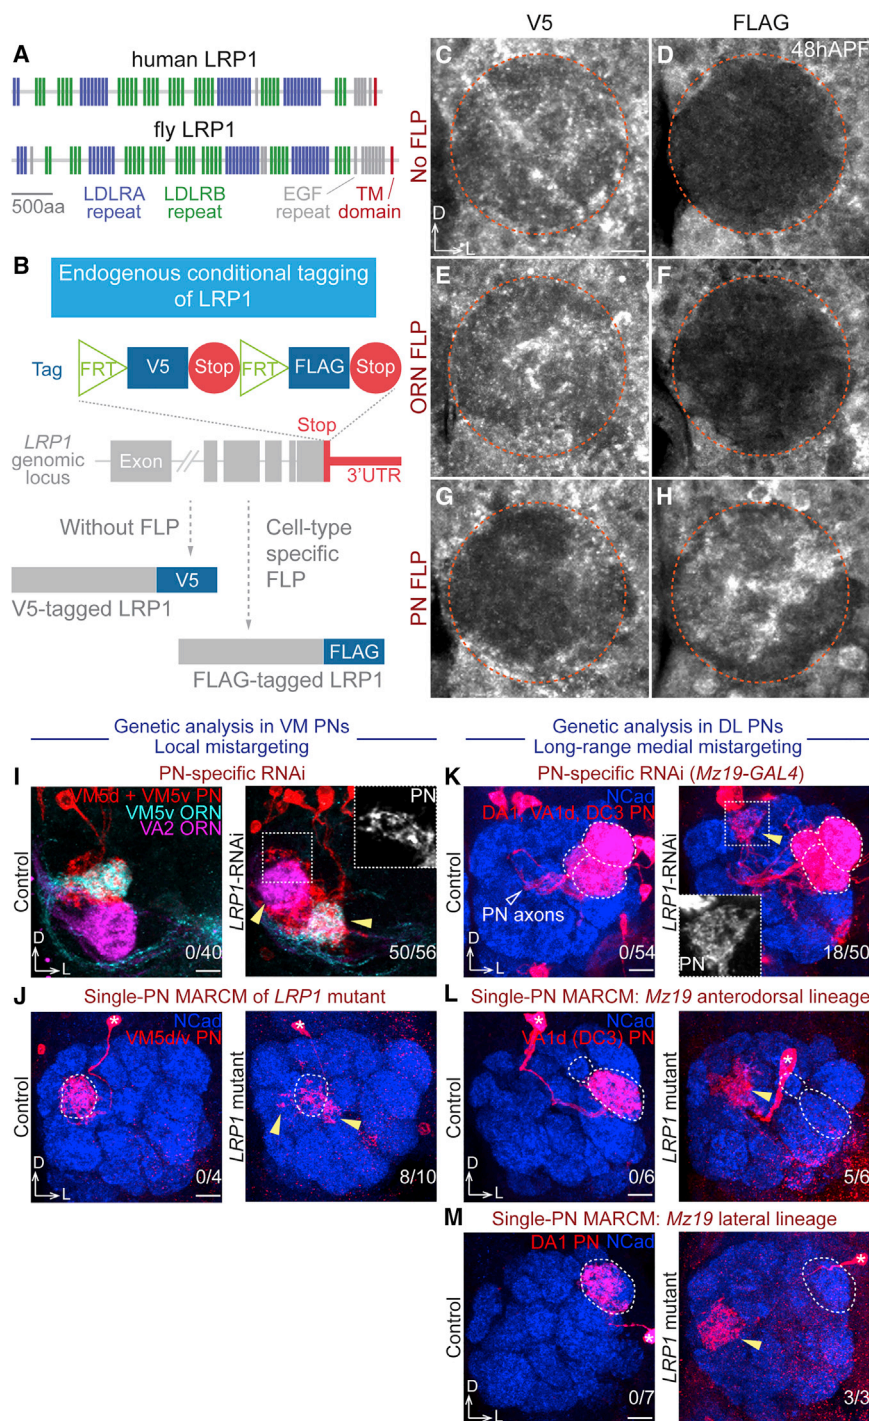 A
human LRP1
fly LRP1
500aa
LDLRA
repeat
LDLRB
repeat
EGF
repeat
TM
domain
B
Endogenous conditional tagging
of LRP1
Tag
FRT
V5
Stop
FRT
FLAG
Stop
Stop
LRP1
genomic
locus
Exon
3'UTR
Without FLP
Cell-type
specific
FLP
V5
V5-tagged LRP1
FLAG
FLAG-tagged LRP1
V5
FLAG
No FLP
C
D
L
D
48hAPF
ORN FLP
E
F
PN FLP
G
H
Genetic analysis in VM PNs
Local mistargeting
I
PN-specific RNAi
Control
VM5d + VM5v PN
VM5v ORN
VA2 ORN
D
L
0/40
LRP1-RNAi
PN
50/56
J
Single-PN MARCM of LRP1 mutant
Control
NCad
VM5d/v PN
*
D
L
0/4
LRP1 mutant
*
8/10
Genetic analysis in DL PNs
Long-range medial mistargeting
K
PN-specific RNAi (Mz19-GAL4)
Control
NCad
DA1, VA1d, DC3 PN
PN axons
D
L
0/54
LRP1-RNAi
PN
18/50
L
Single-PN MARCM: Mz19 anterodorsal lineage
Control
NCad
VA1d (DC3) PN
*
D
L
0/6
LRP1 mutant
*
5/6
M
Single-PN MARCM: Mz19 lateral lineage
Control
DA1 PN NCad
*
0/7
LRP1 mutant
*
3/3